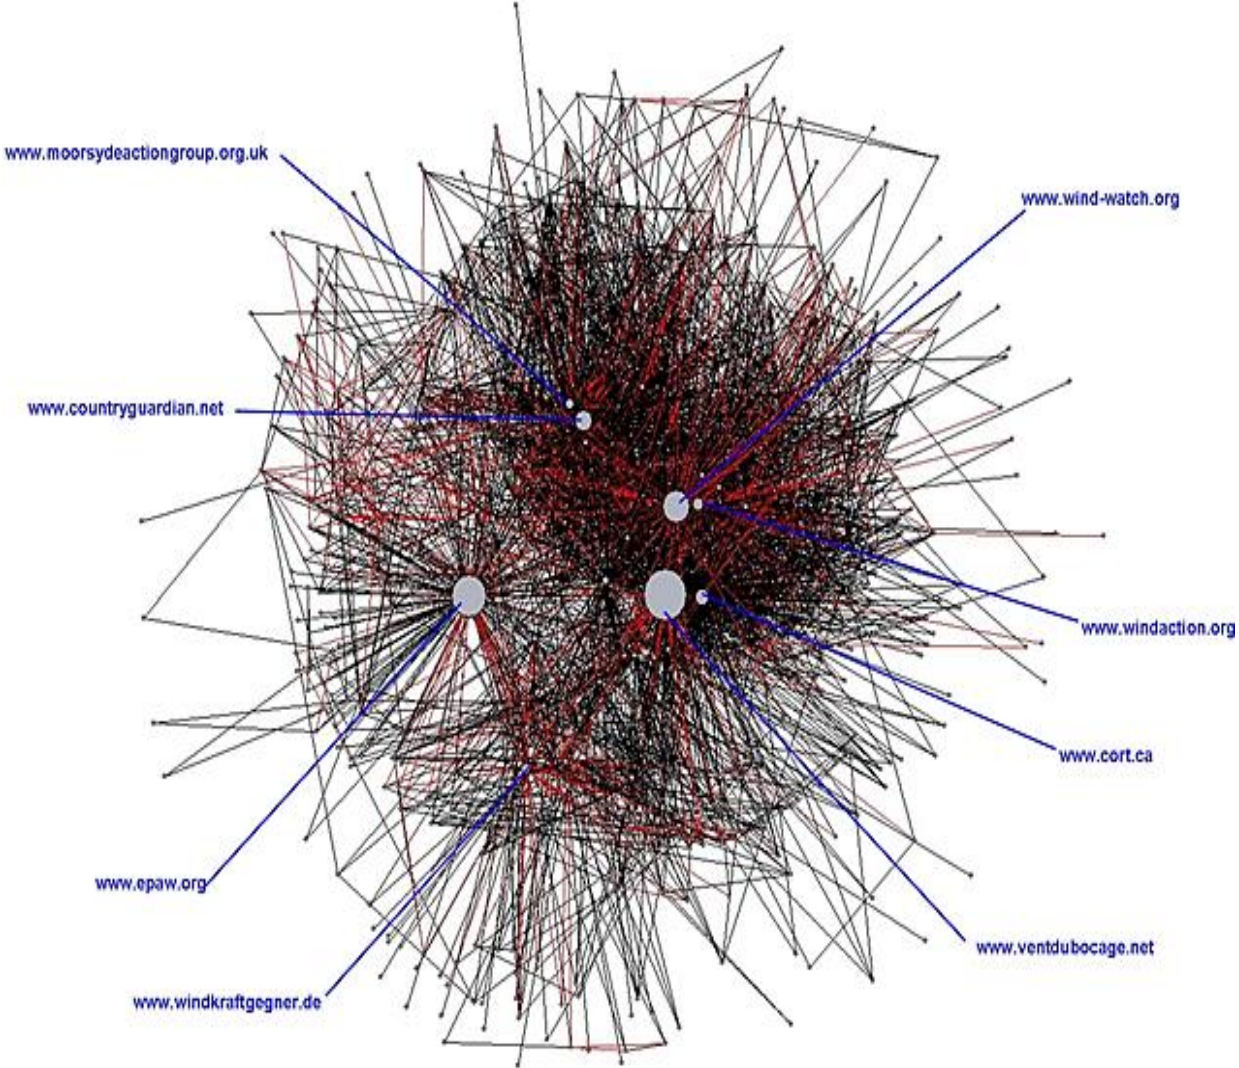 www.moorsydeactiongroup.org.uk
www.wind-watch.org
www.countryguardian.net
www.windaction.org
www.cort.ca
www.epaw.org
www.ventdubocage.net
www.windkraftgegner.de